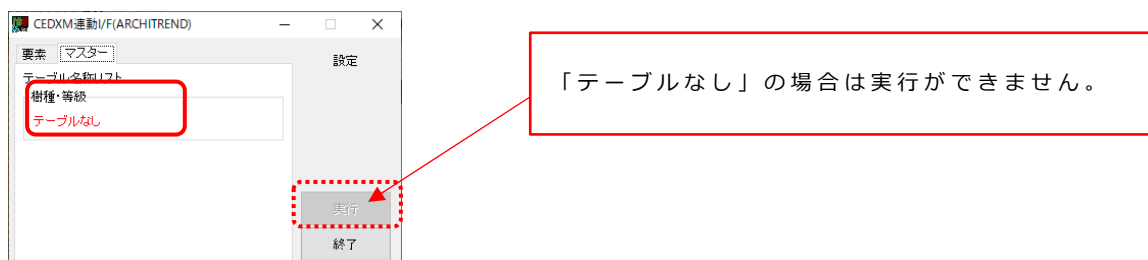 CEDXM連動I/F(ARCHITREND)
要素 マスター
設定
テーブル名称リスト
樹種・等級
テーブルなし
実行
終了
「テーブルなし」の場合は実行ができません。